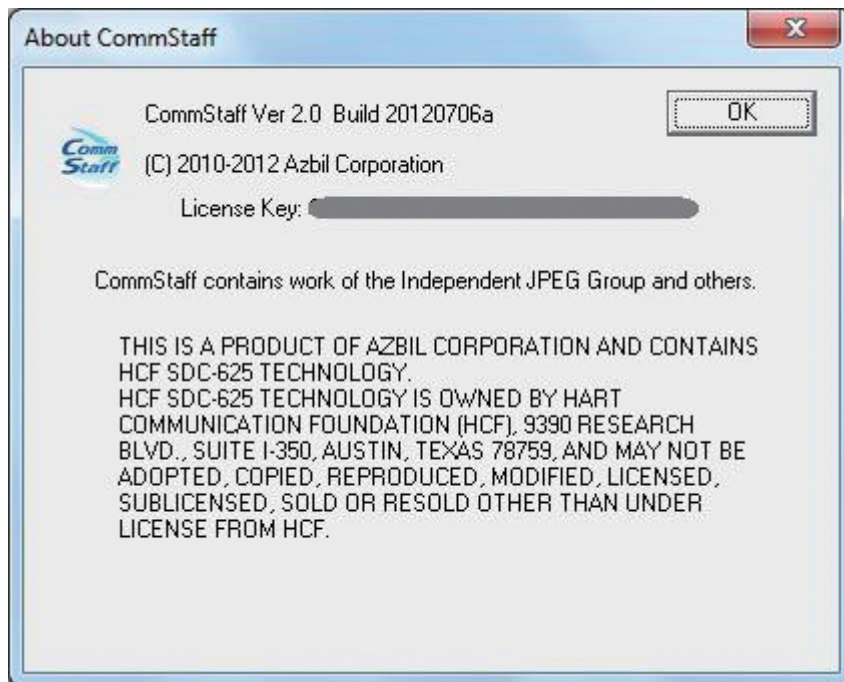 About CommStaff
CommStaff Ver 2.0 Build 20120706a
OK
Comm
Staff
(C) 2010-2012 Azbil Corporation
License Key:
CommStaff contains work of the Independent JPEG Group and others.
THIS IS A PRODUCT OF AZBIL CORPORATION AND CONTAINS
HCF SDC-625 TECHNOLOGY.
HCF SDC-625 TECHNOLOGY IS OWNED BY HART
COMMUNICATION FOUNDATION (HCF), 9390 RESEARCH
BLVD., SUITE I-350, AUSTIN, TEXAS 78759, AND MAY NOT BE
ADOPTED, COPIED, REPRODUCED, MODIFIED, LICENSED,
SUBLICENSED, SOLD OR RESOLD OTHER THAN UNDER
LICENSE FROM HCF.